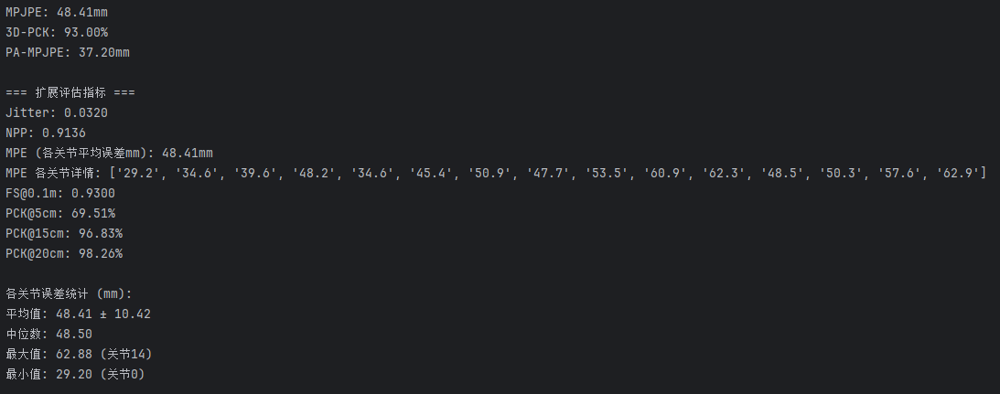 MPJPE: 48.41mm
3D-PCK: 93.00%
PA-MPJPE: 37.20mm
=== 扩展评估指标 ===
Jitter: 0.0320
NPP: 0.9136
MPE (各关节平均误差mm): 48.41mm
MPE 各关节详情: ['29.2', '34.6', '39.6', '48.2', '34.6', '45.4', '50.9', '47.7', '53.5', '60.9', '62.3', '48.5', '50.3', '57.6', '62.9']
FS@0.1m: 0.9300
PCK@5cm: 69.51%
PCK@15cm: 96.83%
PCK@20cm: 98.26%
各关节误差统计 (mm):
平均值: 48.41 ± 10.42
中位数: 48.50
最大值: 62.88 (关节14)
最小值: 29.20 (关节0)